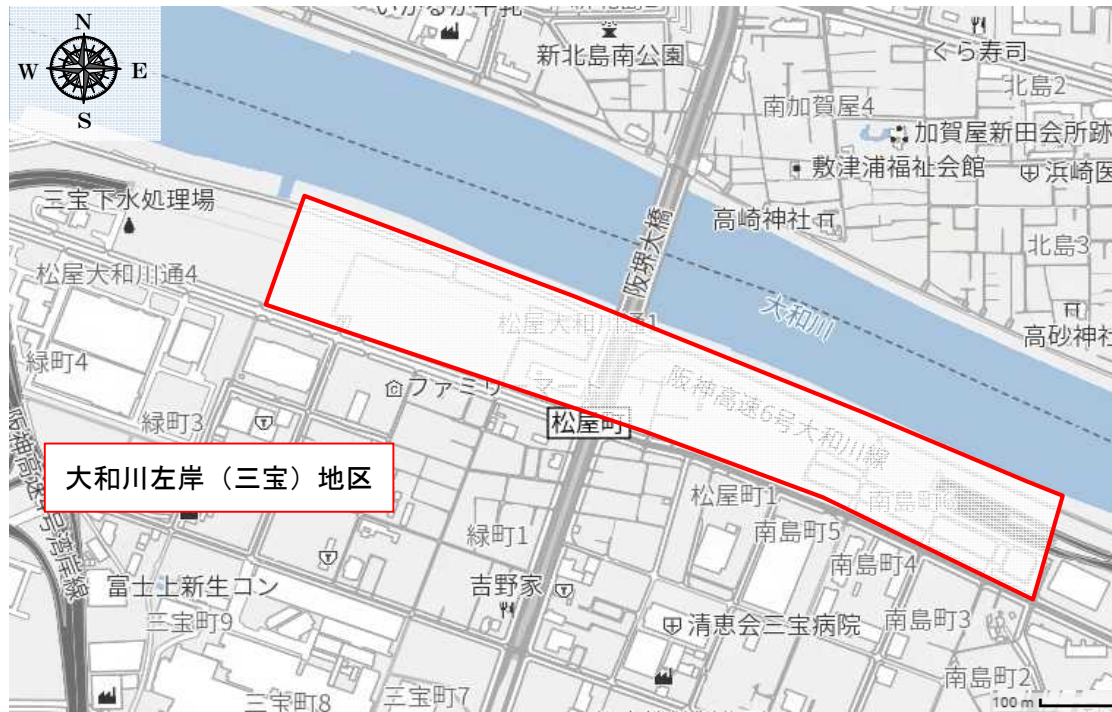 N
W
E
S
新北島南公園
くら寿司
北島2
南加賀屋4
加賀屋新田会所跡
敷津浦福祉会館
浜崎医
三宝下水処理場
高崎神社
阪堺大橋
北島3
松屋大和川通4
大和川
松屋大和川通1
高砂神社
緑町4
ファミリーマート
阪神高速6号大和川線
緑町3
松屋町
大和川左岸（三宝）地区
松屋町1
南島町5
緑町1
南島町4
富士上新生コン
吉野家
三宝町9
清恵会三宝病院
南島町3
南島町2
三宝町8
三宝町7
100 m